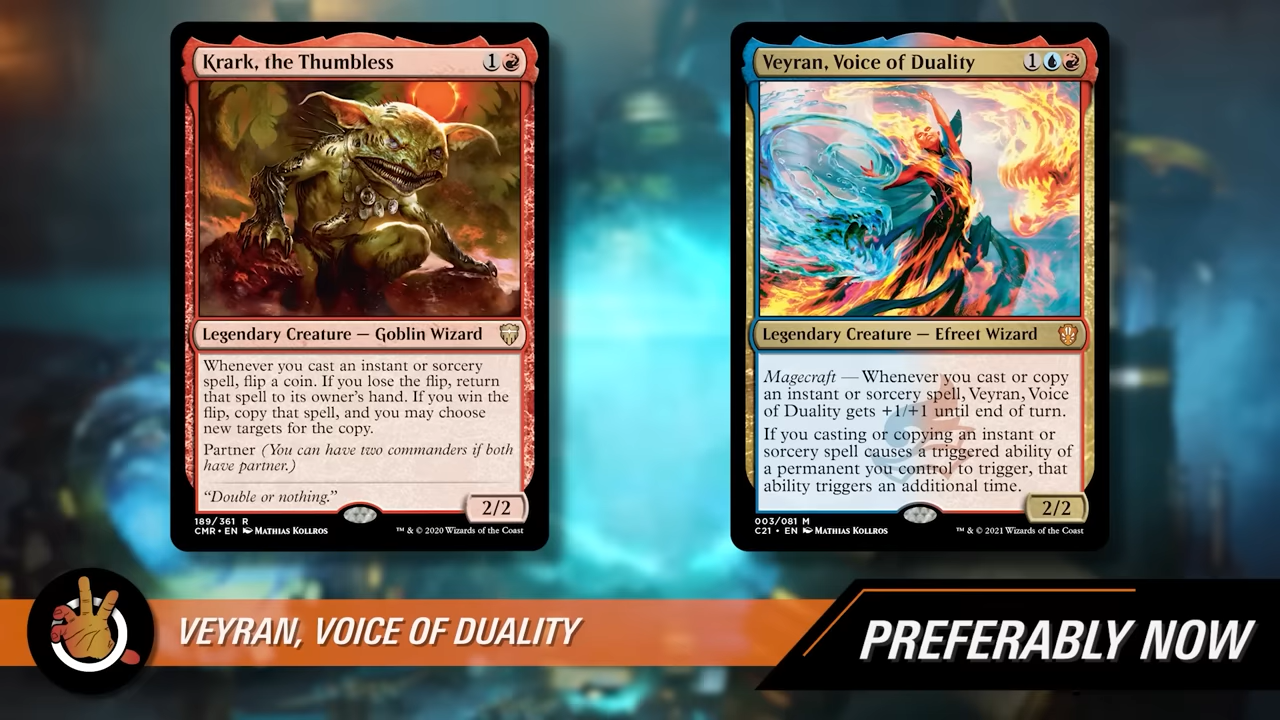 Krark, the Thumbless
1
Legendary Creature — Goblin Wizard
Whenever you cast an instant or sorcery
spell, flip a coin. If you lose the flip, return
that spell to its owner's hand. If you win the
flip, copy that spell, and you may choose
new targets for the copy.
Partner (You can have two commanders if both
have partner.)
"Double or nothing."
2/2
189/361 R
CMR • EN Mathias Kollros
™ & © 2020 Wizards of the Coast
Veyran, Voice of Duality
1
Legendary Creature — Efreet Wizard
Magecraft — Whenever you cast or copy
an instant or sorcery spell, Veyran, Voice
of Duality gets +1/+1 until end of turn.
If you casting or copying an instant or
sorcery spell causes a triggered ability of
a permanent you control to trigger, that
ability triggers an additional time.
2/2
003/081 M
C21 • EN Mathias Kollros
™ & © 2021 Wizards of the Coast
VEYRAN, VOICE OF DUALITY
PREFERABLY NOW